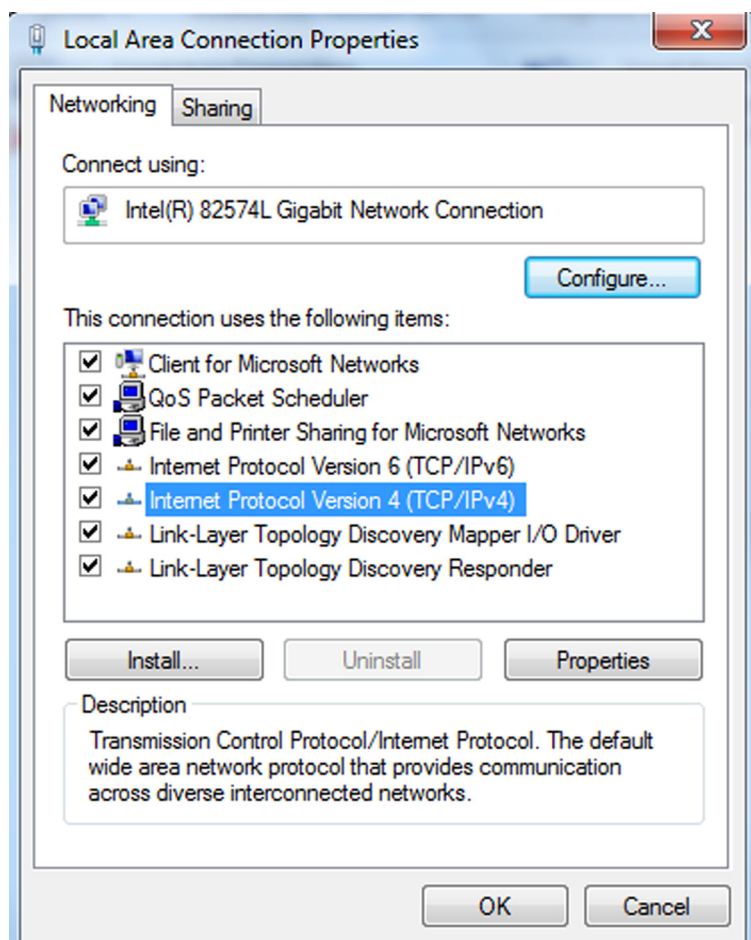 Local Area Connection Properties
Networking
Sharing
Connect using:
Intel(R) 82574L Gigabit Network Connection
Configure...
This connection uses the following items:
Client for Microsoft Networks
QoS Packet Scheduler
File and Printer Sharing for Microsoft Networks
Internet Protocol Version 6 (TCP/IPv6)
Internet Protocol Version 4 (TCP/IPv4)
Link-Layer Topology Discovery Mapper I/O Driver
Link-Layer Topology Discovery Responder
Install...
Uninstall
Properties
Description
Transmission Control Protocol/Internet Protocol. The default
wide area network protocol that provides communication
across diverse interconnected networks.
OK
Cancel